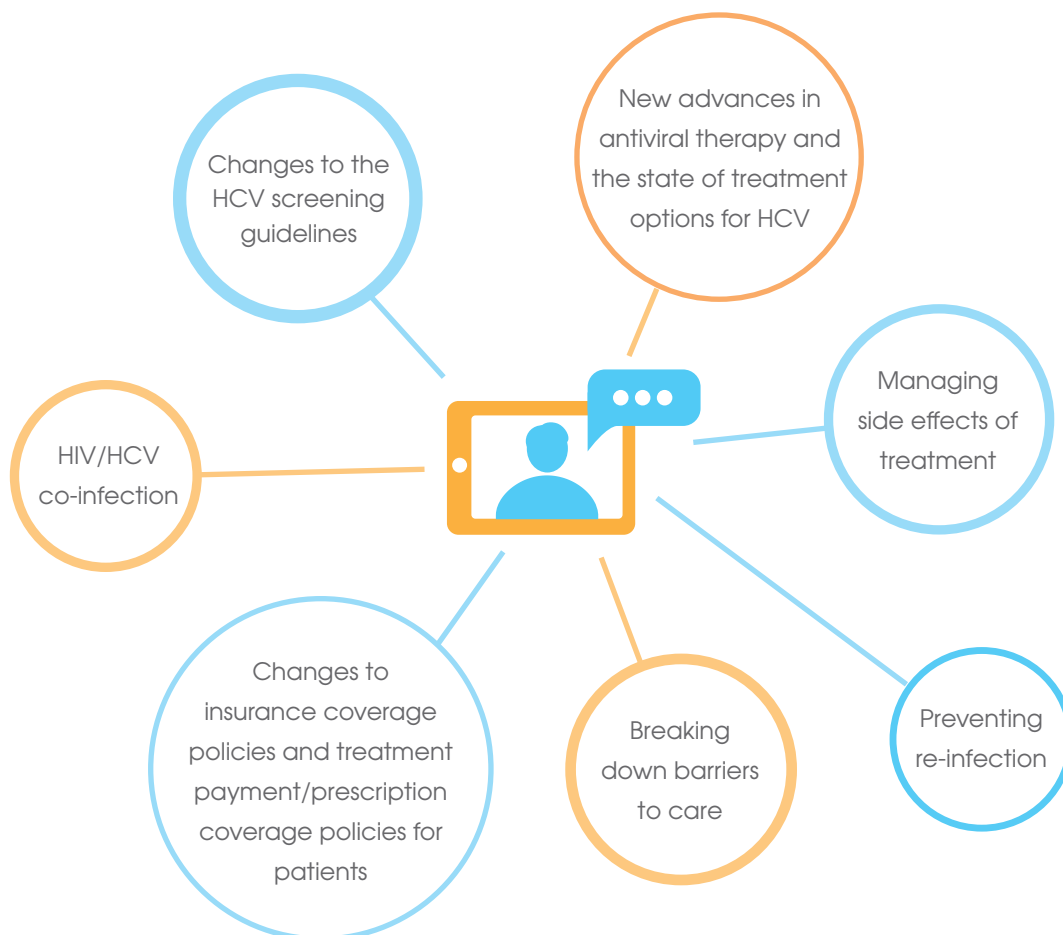 Changes to the
HCV screening
guidelines
New advances in
antiviral therapy and
the state of treatment
options for HCV
Managing
side effects of
treatment
HIV/HCV
co-infection
Changes to
insurance coverage
policies and treatment
payment/prescription
coverage policies for
patients
Breaking
down barriers
to care
Preventing
re-infection